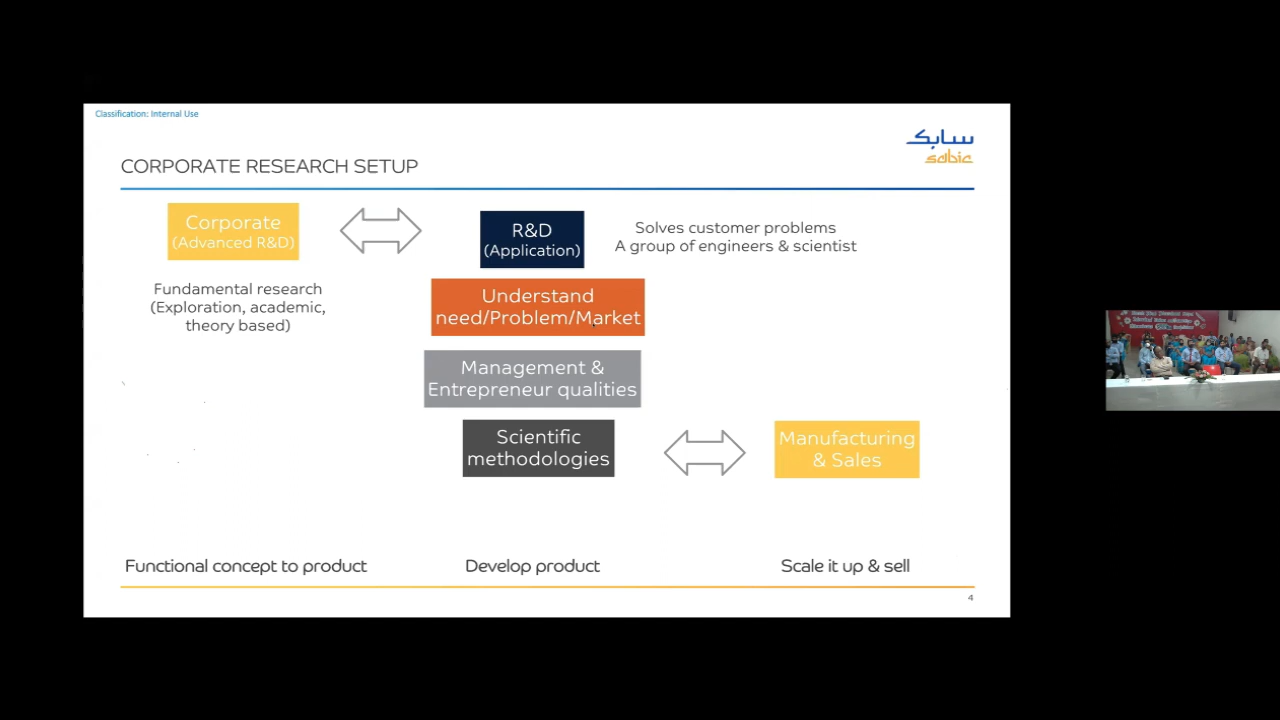 Classification: Internal Use
سابك
sabic
CORPORATE RESEARCH SETUP
Corporate
(Advanced R&D)
R&D
(Application)
Solves customer problems
A group of engineers & scientist
Fundamental research
(Exploration, academic,
theory based)
Understand
need/Problem/Market
Management &
Entrepreneur qualities
Scientific
methodologies
Manufacturing
& Sales
Functional concept to product
Develop product
Scale it up & sell
4